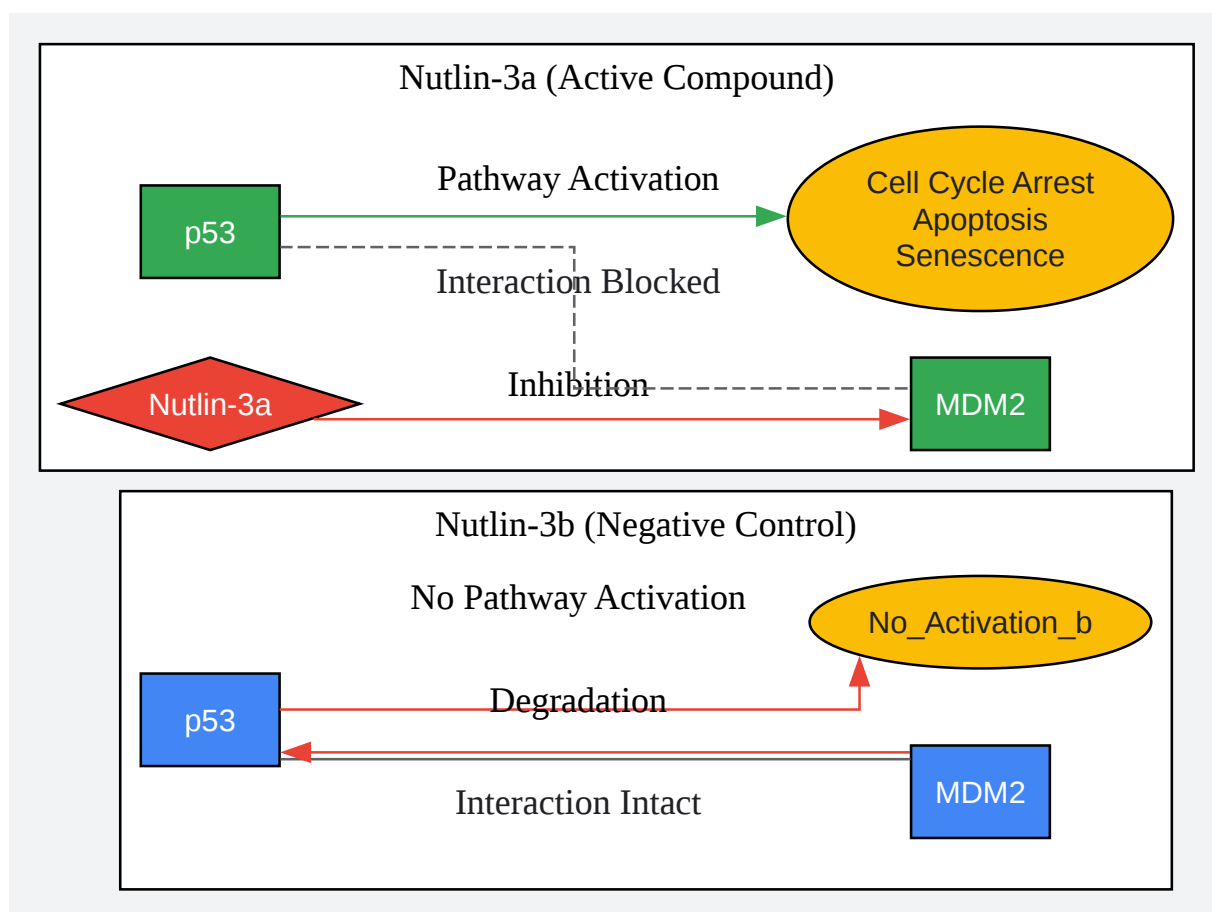 Nutlin-3a (Active Compound)
Pathway Activation
Cell Cycle Arrest
Apoptosis
Senescence
p53
Interaction Blocked
Inhibition
Nutlin-3a
MDM2
Nutlin-3b (Negative Control)
No Pathway Activation
No_Activation_b
Degradation
p53
Interaction Intact
MDM2